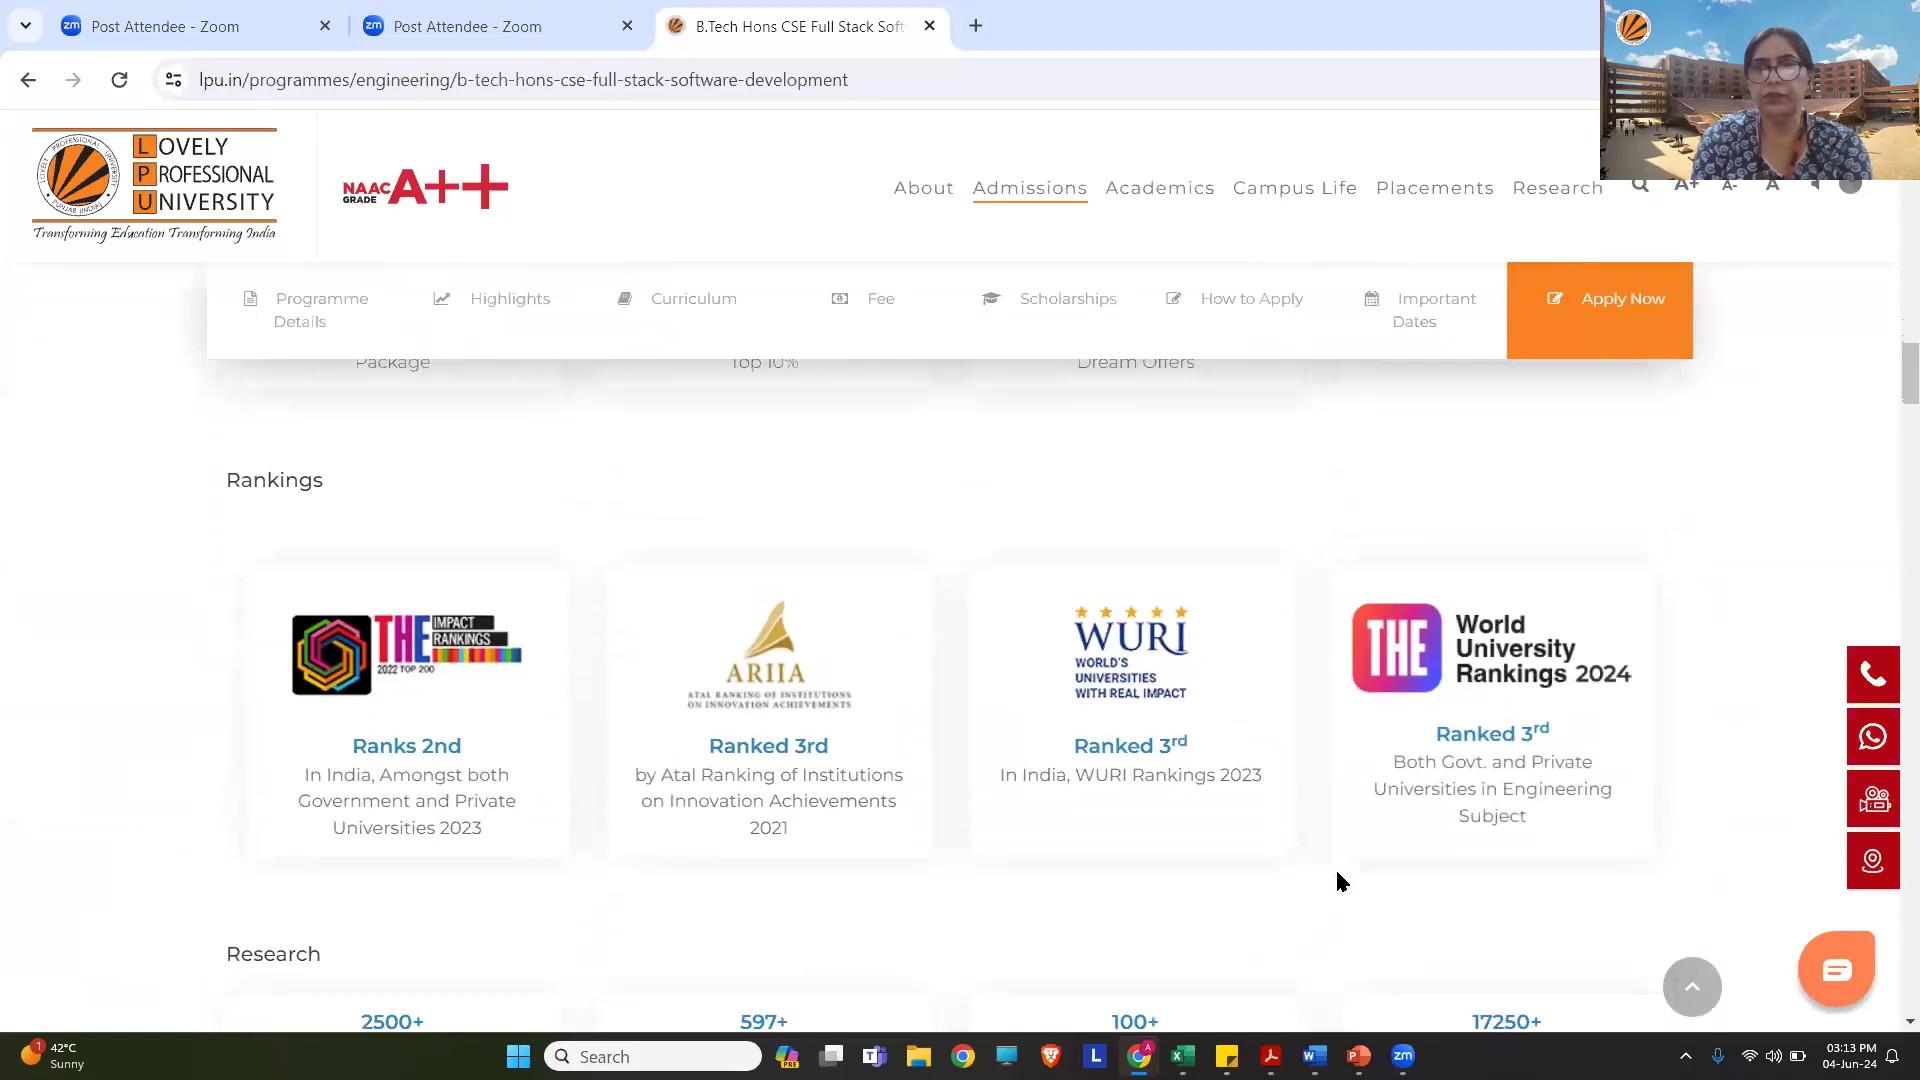 Post Attendee - Zoom
Post Attendee - Zoom
B.Tech Hons CSE Full Stack Soft
lpu.in/programmes/engineering/b-tech-hons-cse-full-stack-software-development
LOVELY
PROFESSIONAL
UNIVERSITY
Transforming Education Transforming India
NAAC
GRADE
A++
About
Admissions
Academics
Campus Life
Placements
Research
A+
A-
A
Programme
Details
Highlights
Curriculum
Fee
Scholarships
How to Apply
Important
Dates
Apply Now
Package
Top 10%
Dream Offers
Rankings
THE IMPACT
RANKINGS
2022 TOP 200
Ranks 2nd
In India, Amongst both
Government and Private
Universities 2023
ARIIA
ATAL RANKING OF INSTITUTIONS
ON INNOVATION ACHIEVEMENTS
Ranked 3rd
by Atal Ranking of Institutions
on Innovation Achievements
2021
WURI
WORLD'S
UNIVERSITIES
WITH REAL IMPACT
Ranked 3rd
In India, WURI Rankings 2023
THE
World
University
Rankings 2024
Ranked 3rd
Both Govt. and Private
Universities in Engineering
Subject
Research
2500+
597+
100+
17250+
1
42°C
Sunny
Search
PRE
L
A
zm
03:13 PM
04-Jun-24